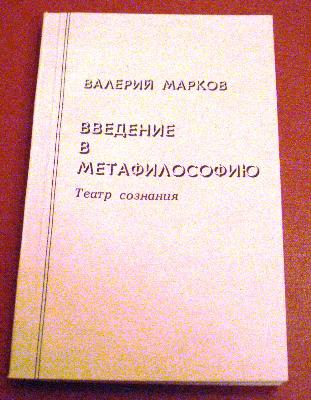 ВАЛЕРИЙ МАРКОВ
ВВЕДЕНИЕ
В
МЕТАФИЛОСОФИЮ
Театр сознания